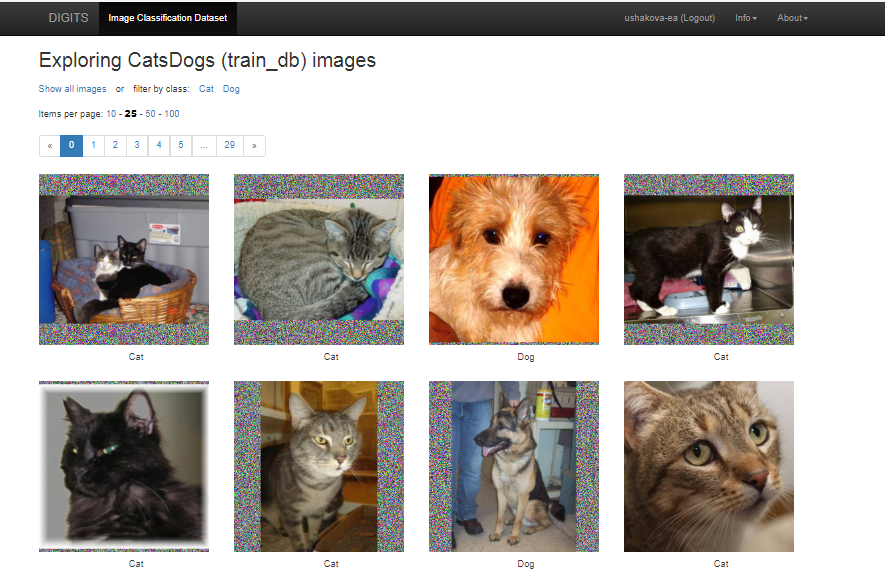 DIGITS Image Classification Dataset ushakova-ea (Logout) Info About
Exploring CatsDogs (train_db) images
Show all images or filter by class: Cat Dog
Items per page: 10 - 25 - 50 - 100
« 0 1 2 3 4 5 ... 29 »
Cat Cat Dog Cat
Cat Cat Dog Cat